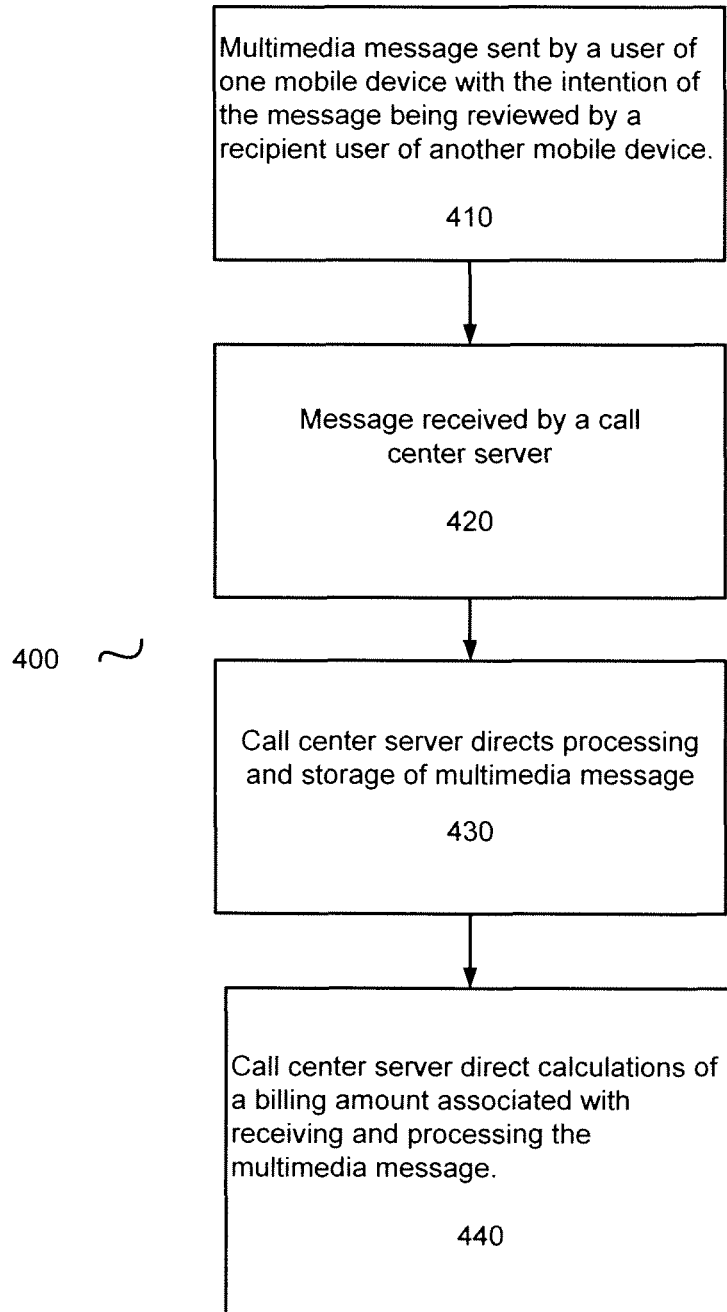 Multimedia message sent by a user of
one mobile device with the intention of
the message being reviewed by a
recipient user of another mobile device.
410
Message received by a call
center server
420
400
Call center server directs processing
and storage of multimedia message
430
Call center server direct calculations of
a billing amount associated with
receiving and processing the
multimedia message.
440